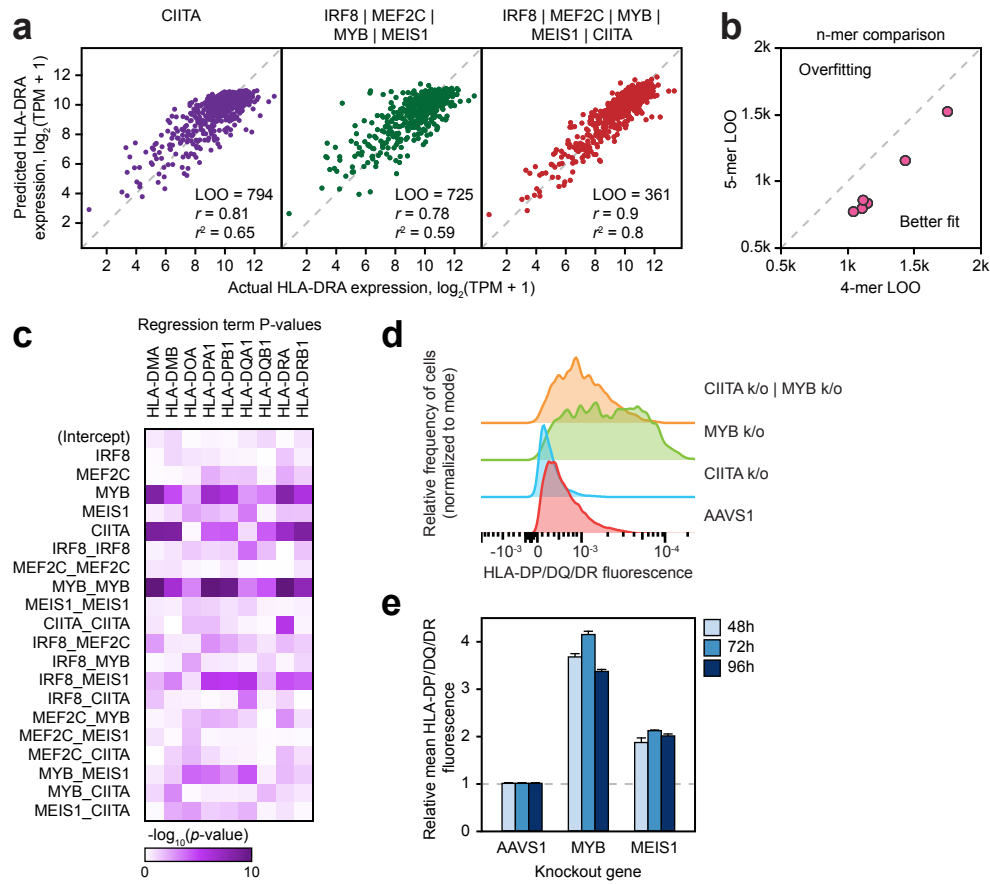 a
CIITA
IRF8 | MEF2C |
MYB | MEIS1
IRF8 | MEF2C | MYB |
MEIS1 | CIITA
Predicted HLA-DRA
expression, log2(TPM + 1)
12
10
8
6
4
2
LOO = 794
r = 0.81
r² = 0.65
LOO = 725
r = 0.78
r² = 0.59
LOO = 361
r = 0.9
r² = 0.8
2 4 6 8 10 12
2 4 6 8 10 12
2 4 6 8 10 12
Actual HLA-DRA expression, log2(TPM + 1)
b
n-mer comparison
5-mer LOO
2k
1.5k
1k
0.5k
Overfitting
Better fit
0.5k 1k 1.5k 2k
4-mer LOO
c
Regression term P-values
HLA-DMA
HLA-DMB
HLA-DOA
HLA-DPA1
HLA-DPB1
HLA-DQA1
HLA-DQB1
HLA-DRA
HLA-DRB1
(Intercept)
IRF8
MEF2C
MYB
MEIS1
CIITA
IRF8_IRF8
MEF2C_MEF2C
MYB_MYB
MEIS1_MEIS1
CIITA_CIITA
IRF8_MEF2C
IRF8_MYB
IRF8_MEIS1
IRF8_CIITA
MEF2C_MYB
MEF2C_MEIS1
MEF2C_CIITA
MYB_MEIS1
MYB_CIITA
MEIS1_CIITA
-log10(p-value)
0 10
d
Relative frequency of cells
(normalized to mode)
CIITA k/o | MYB k/o
MYB k/o
CIITA k/o
AAVS1
-10-3 0 10-3 10-4
HLA-DP/DQ/DR fluorescence
e
Relative mean HLA-DP/DQ/DR
fluorescence
4
3
2
1
0
48h
72h
96h
AAVS1 MYB MEIS1
Knockout gene